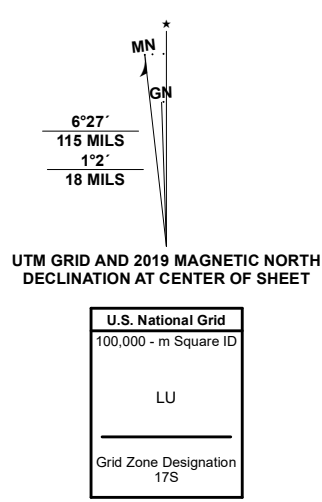 MN
GN
6°27´
115 MILS
1°2´
18 MILS
UTM GRID AND 2019 MAGNETIC NORTH
DECLINATION AT CENTER OF SHEET
U.S. National Grid
100,000 - m Square ID
LU
Grid Zone Designation
17S